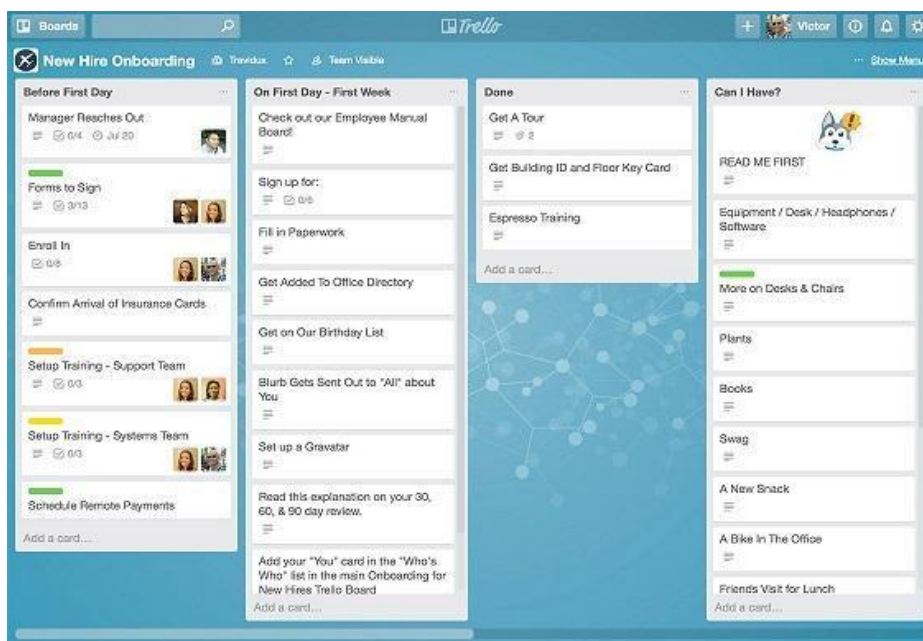 Boards
Trello
Victor
New Hire Onboarding
Travidux
Team Visible
Show Menu
Before First Day
Manager Reaches Out
0/4 Jul 20
Forms to Sign
3/13
Enroll In
0/8
Confirm Arrival of Insurance Cards
Setup Training - Support Team
0/3
Setup Training - Systems Team
0/3
Schedule Remote Payments
Add a card...
On First Day - First Week
Check out our Employee Manual
Board!
Sign up for:
0/6
Fill in Paperwork
Get Added To Office Directory
Get on Our Birthday List
Blurb Gets Sent Out to "All" about
You
Set up a Gravatar
Read this explanation on your 30,
60, & 90 day review.
Add your "You" card in the "Who's
Who" list in the main Onboarding for
New Hires Trello Board
Add a card...
Done
Get A Tour
2
Get Building ID and Floor Key Card
Espresso Training
Add a card...
Can I Have?
READ ME FIRST
Equipment / Desk / Headphones /
Software
More on Desks & Chairs
Plants
Books
Swag
A New Snack
A Bike In The Office
Friends Visit for Lunch
Add a card...